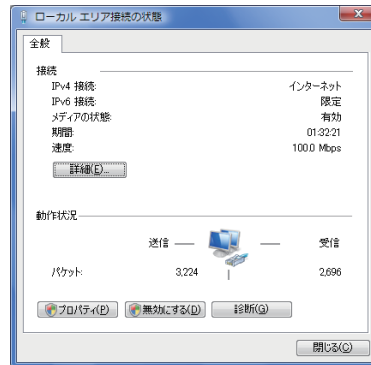 ローカル エリア接続の状態
全般
接続
IPv4 接続: インターネット
IPv6 接続: 限定
メディアの状態: 有効
期間: 01:32:21
速度: 100.0 Mbps
詳細(E)...
動作状況
送信 — — 受信
パケット: 3,224 | 2,696
プロパティ(P) 無効にする(D) 診断(G)
閉じる(C)